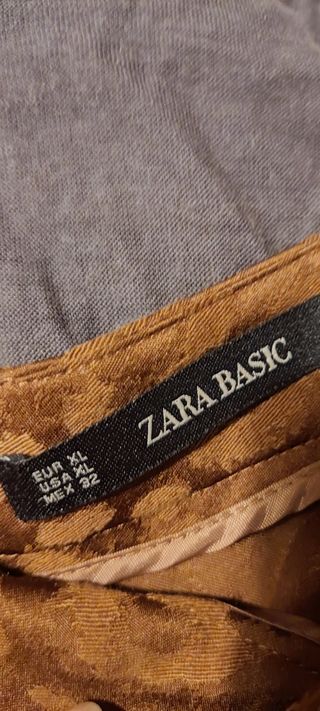 ZARA BASIC
EUR XL
USA XL
MEX 32